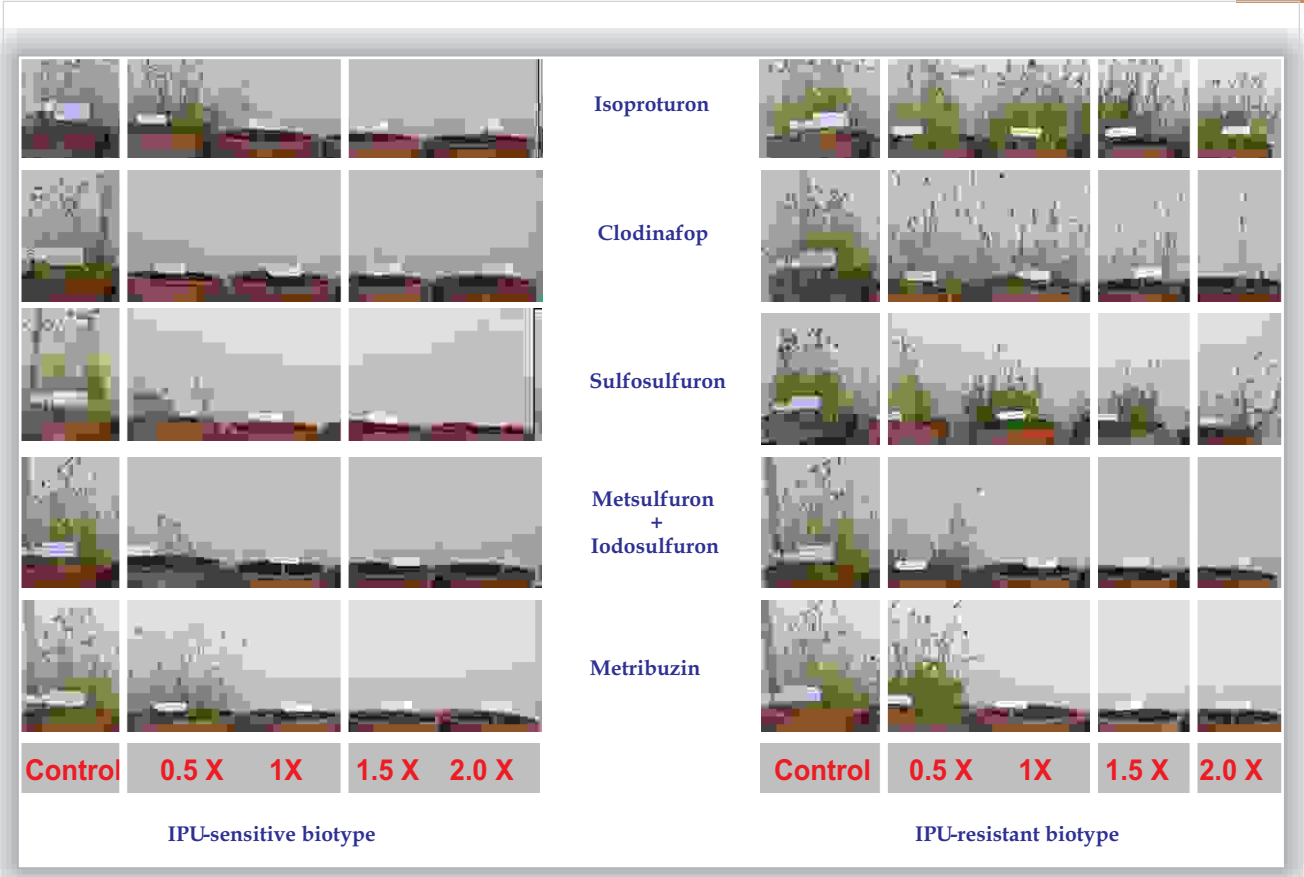 Isoproturon
Clodinafop
Sulfosulfuron
Metsulfuron
+
Iodosulfuron
Metribuzin
Control 0.5 X 1X 1.5 X 2.0 X
Control 0.5 X 1X 1.5 X 2.0 X
IPU-sensitive biotype
IPU-resistant biotype